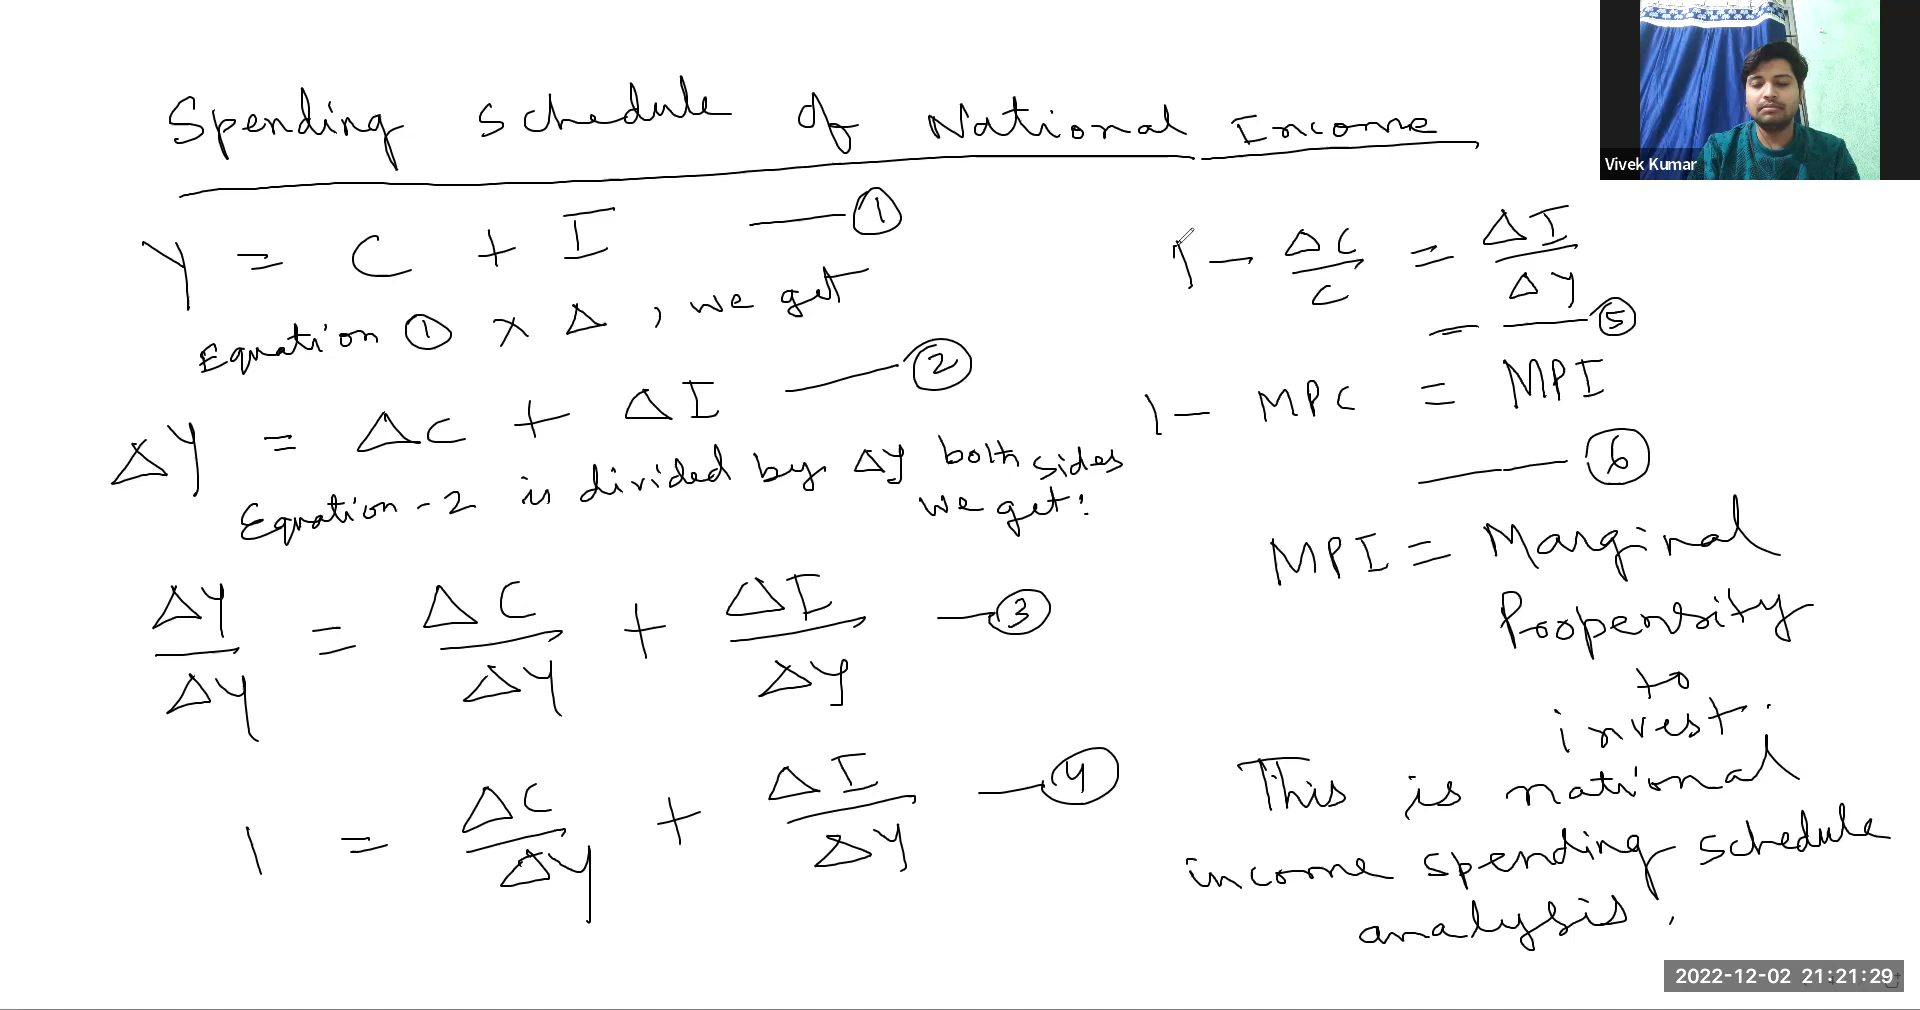 Spending Schedule of National Income
Y = C + I —— ①
Equation ① × Δ, we get
ΔY = ΔC + ΔI —— ②
Equation-2 is divided by ΔY both sides
we get:
ΔY/ΔY = ΔC/ΔY + ΔI/ΔY — ③
1 = ΔC/ΔY + ΔI/ΔY — ④
1 - ΔC/C = ΔI/ΔY
= —— ⑤
1 - MPC = MPI
—— ⑥
MPI = Marginal
Propensity
to
invest.
This is national
income spending schedule
analysis.
Vivek Kumar
2022-12-02 21:21:29